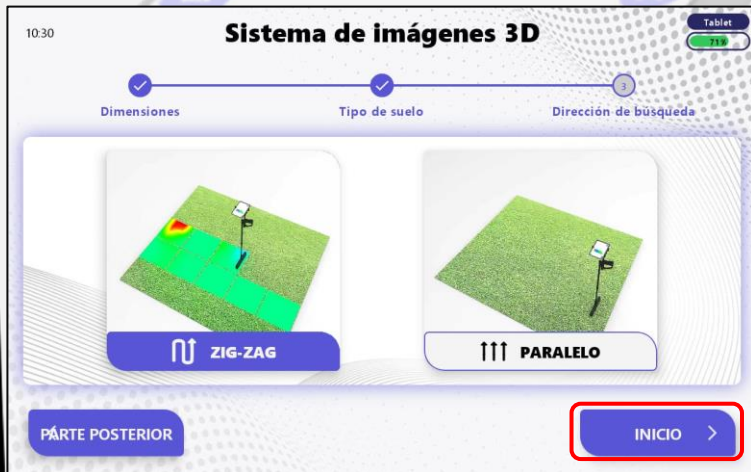 10:30
Sistema de imágenes 3D
Tablet
71%
3
Dimensiones
Tipo de suelo
Dirección de búsqueda
ZIG-ZAG
PARALELO
PARTE POSTERIOR
INICIO